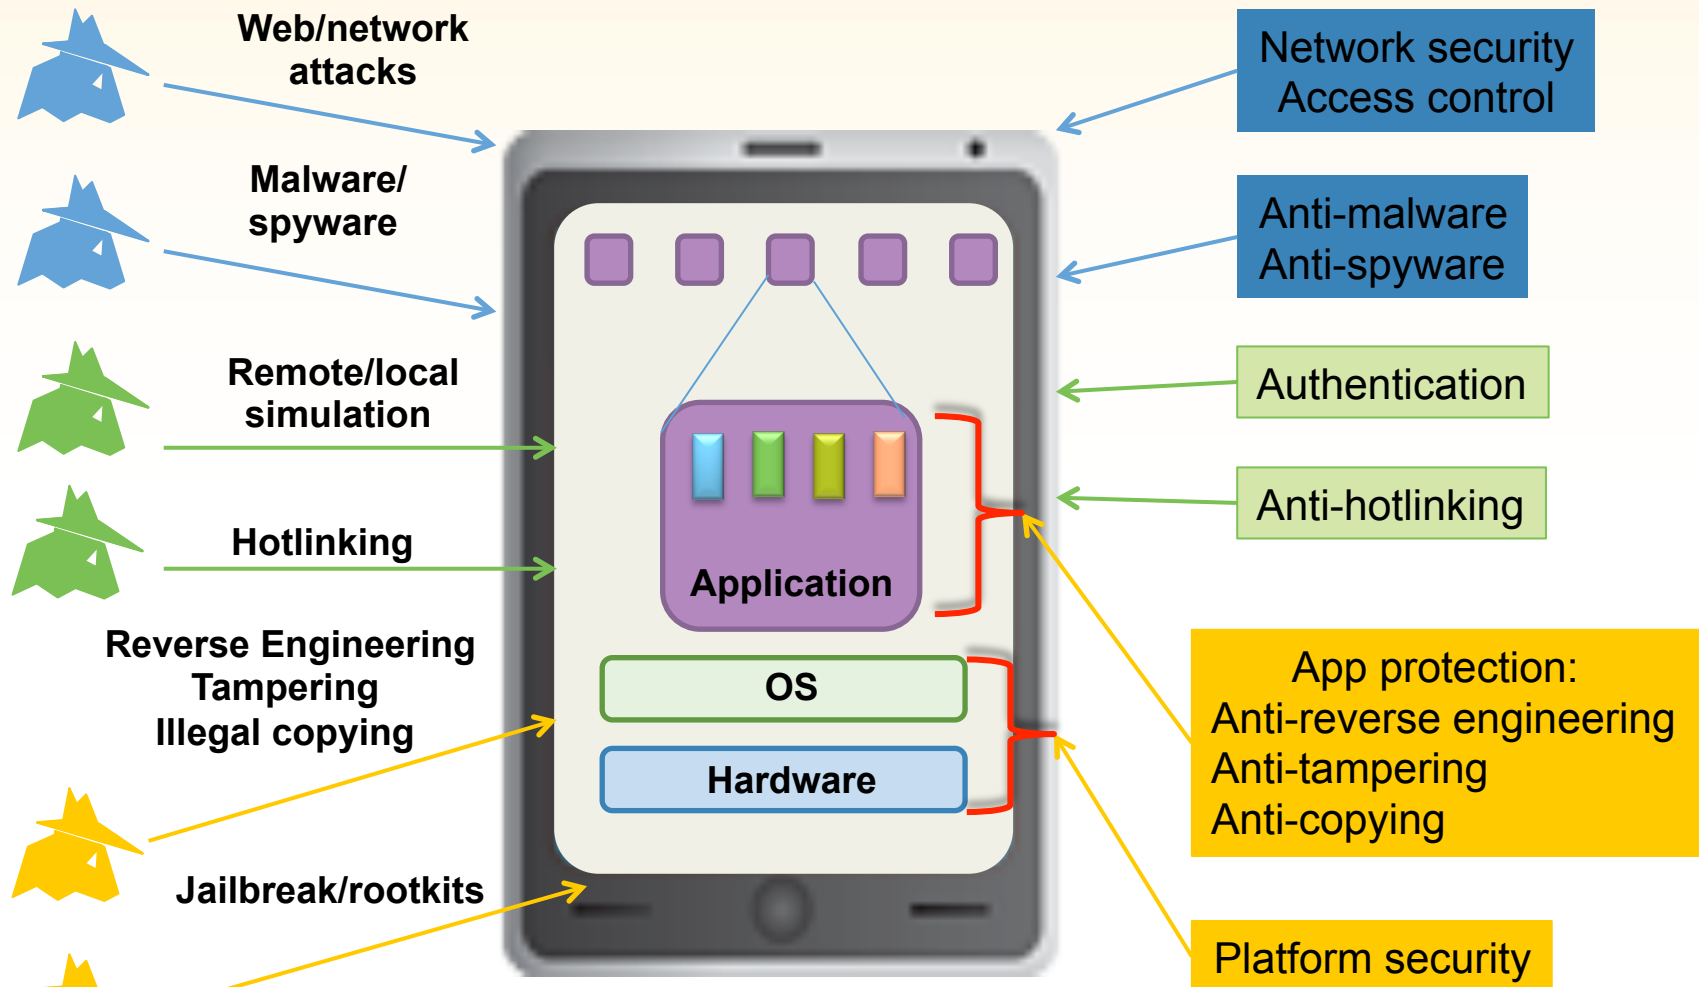 Web/network
attacks
Malware/
spyware
Remote/local
simulation
Hotlinking
Reverse Engineering
Tampering
Illegal copying
Jailbreak/rootkits
Application
OS
Hardware
Network security
Access control
Anti-malware
Anti-spyware
Authentication
Anti-hotlinking
App protection:
Anti-reverse engineering
Anti-tampering
Anti-copying
Platform security